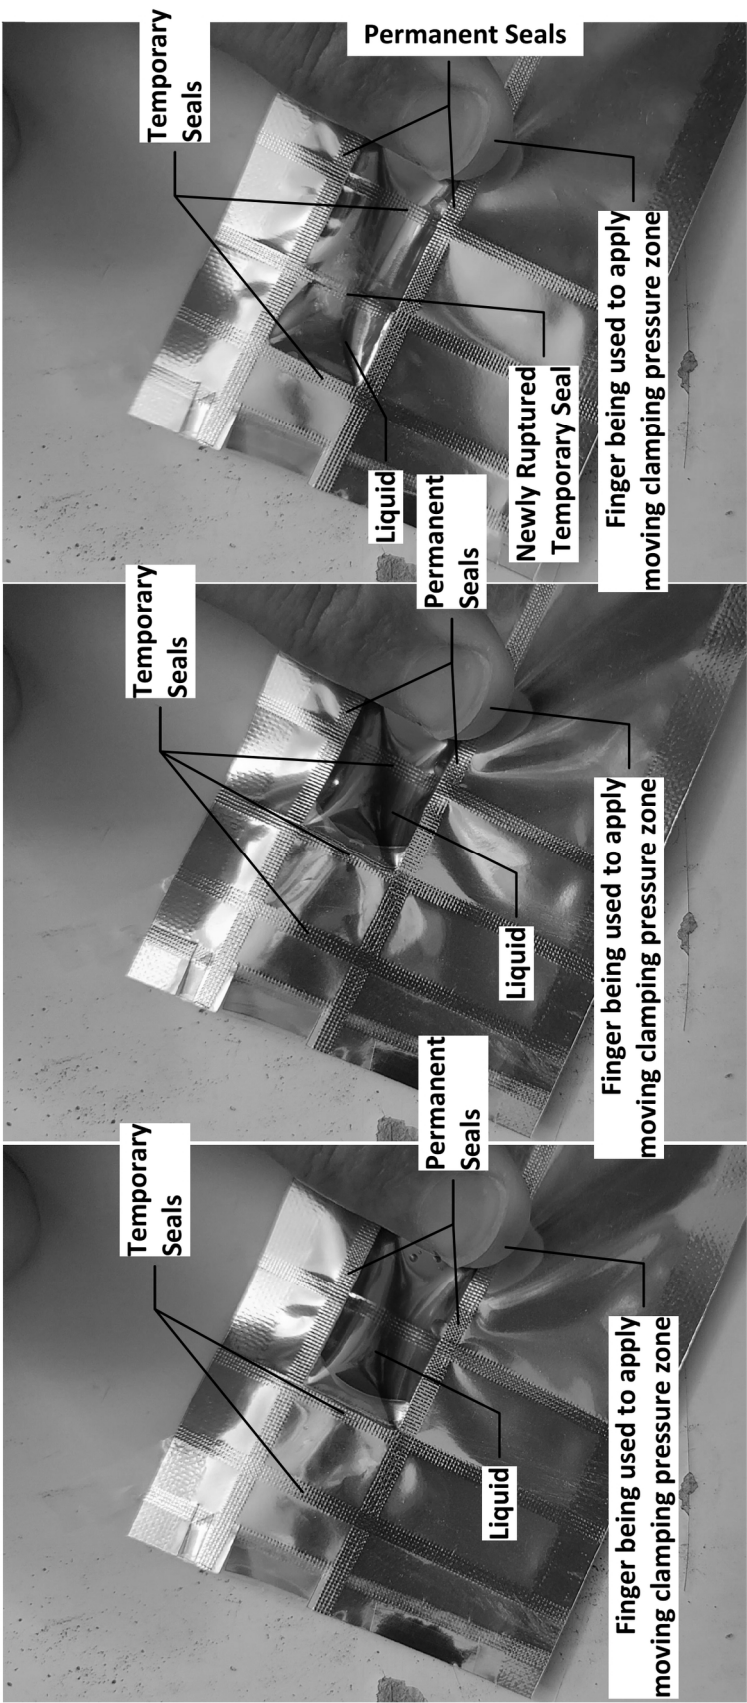 Temporary
Seals
Permanent Seals
Liquid
Newly Ruptured
Temporary Seal
Finger being used to apply
moving clamping pressure zone
Temporary
Seals
Permanent
Seals
Liquid
Finger being used to apply
moving clamping pressure zone
Temporary
Seals
Permanent
Seals
Liquid
Finger being used to apply
moving clamping pressure zone